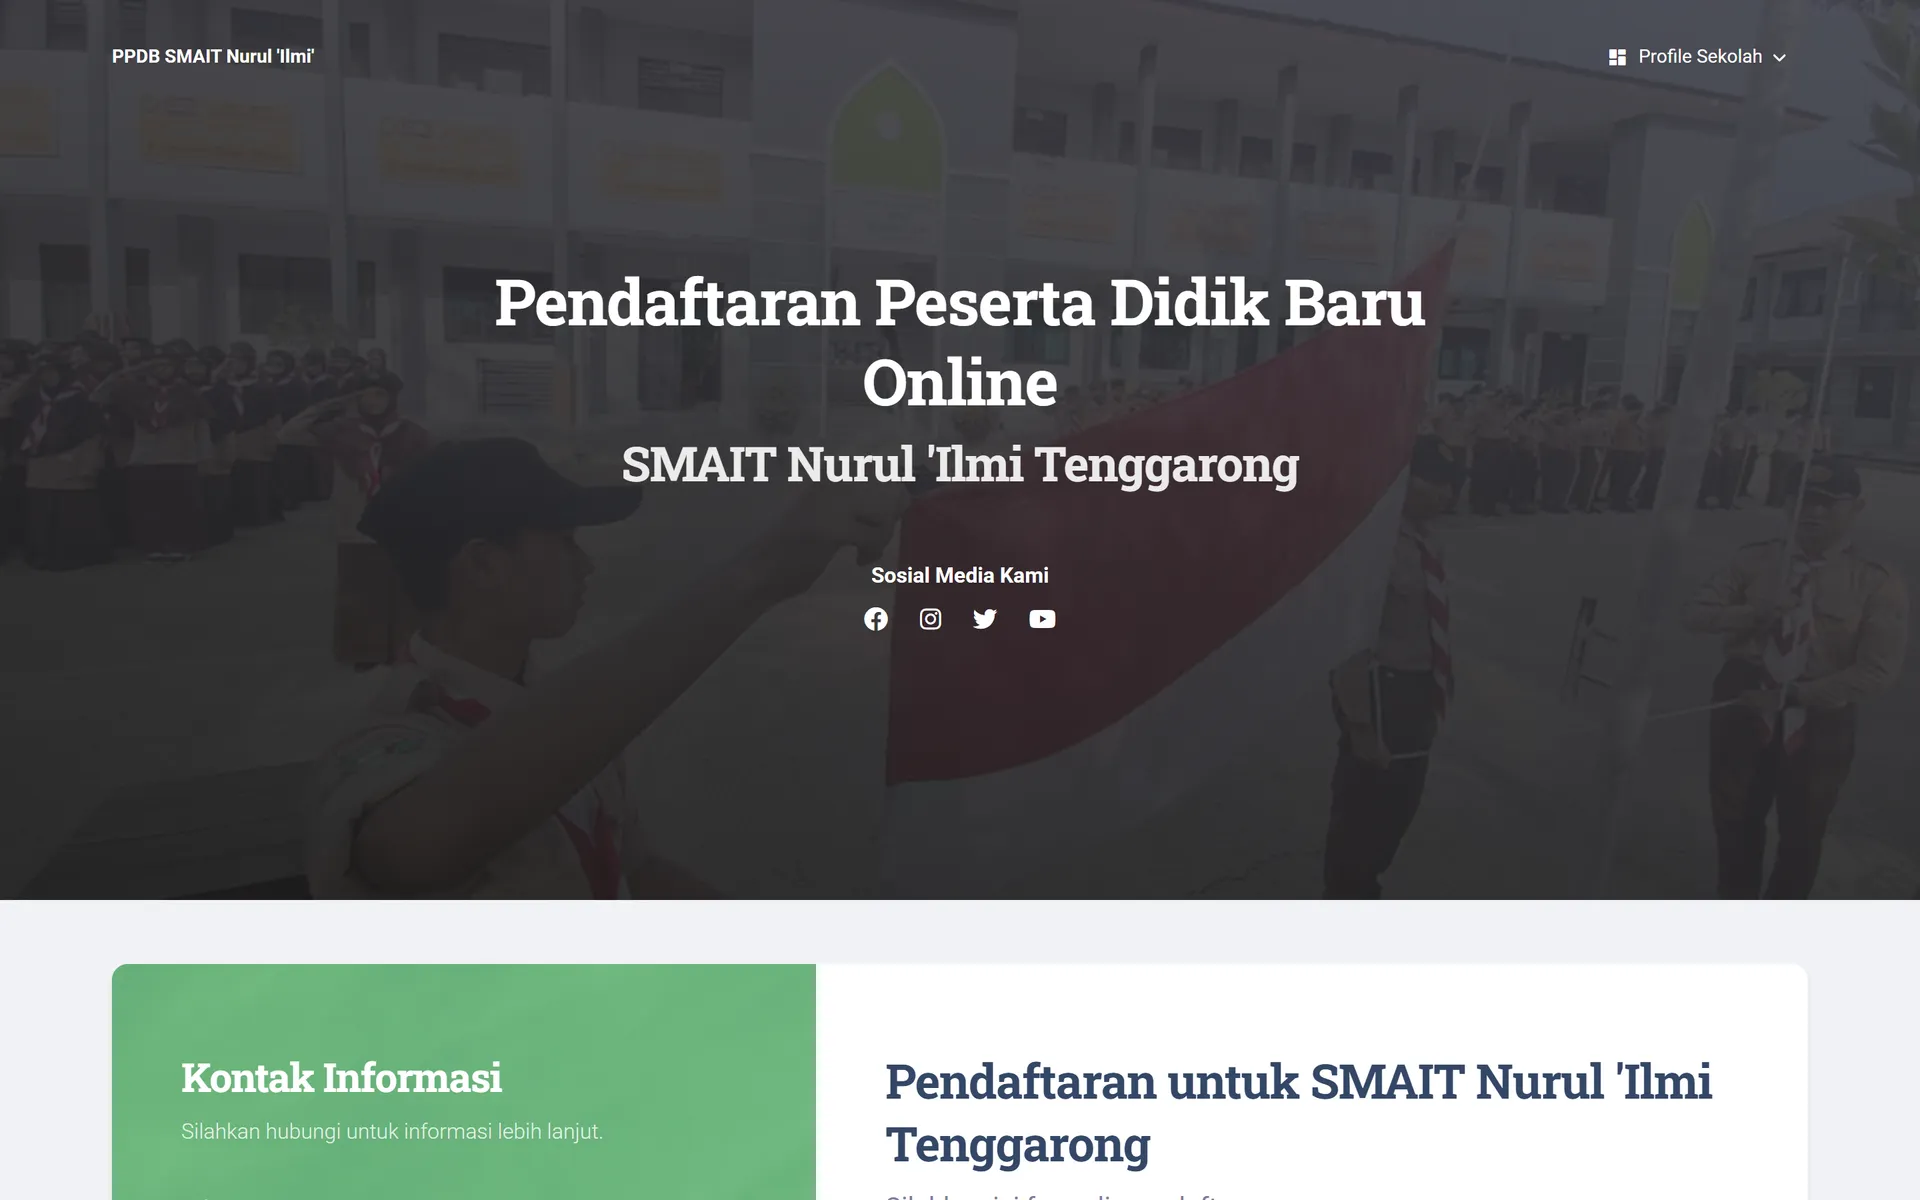 PPDB SMAIT Nurul 'Ilmi'
Profile Sekolah
Pendaftaran Peserta Didik Baru
Online
SMAIT Nurul 'Ilmi Tenggarong
Sosial Media Kami
Kontak Informasi
Silahkan hubungi untuk informasi lebih lanjut.
Pendaftaran untuk SMAIT Nurul 'Ilmi
Tenggarong